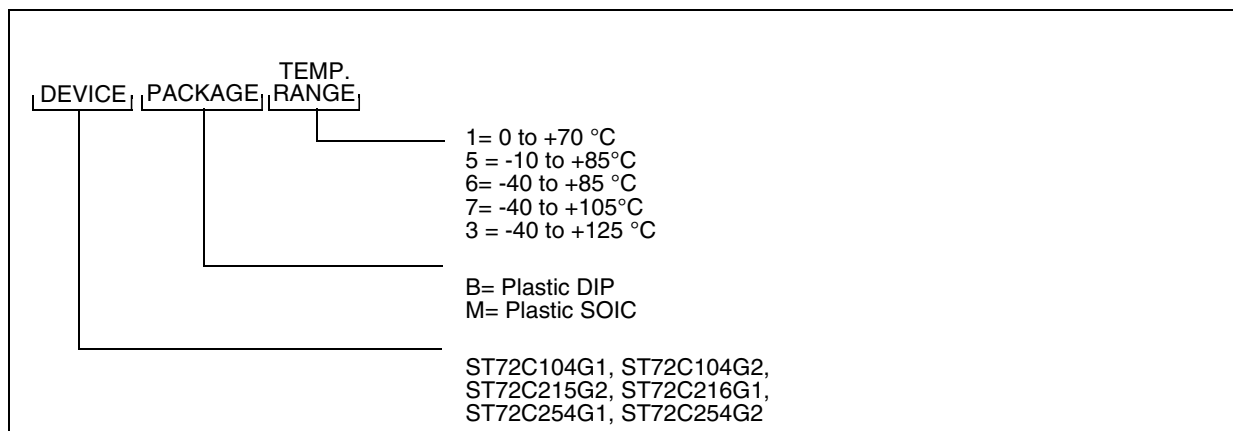 TEMP.
DEVICE PACKAGE RANGE
1= 0 to +70 °C
5 = -10 to +85°C
6= -40 to +85 °C
7= -40 to +105°C
3 = -40 to +125 °C
B= Plastic DIP
M= Plastic SOIC
ST72C104G1, ST72C104G2,
ST72C215G2, ST72C216G1,
ST72C254G1, ST72C254G2